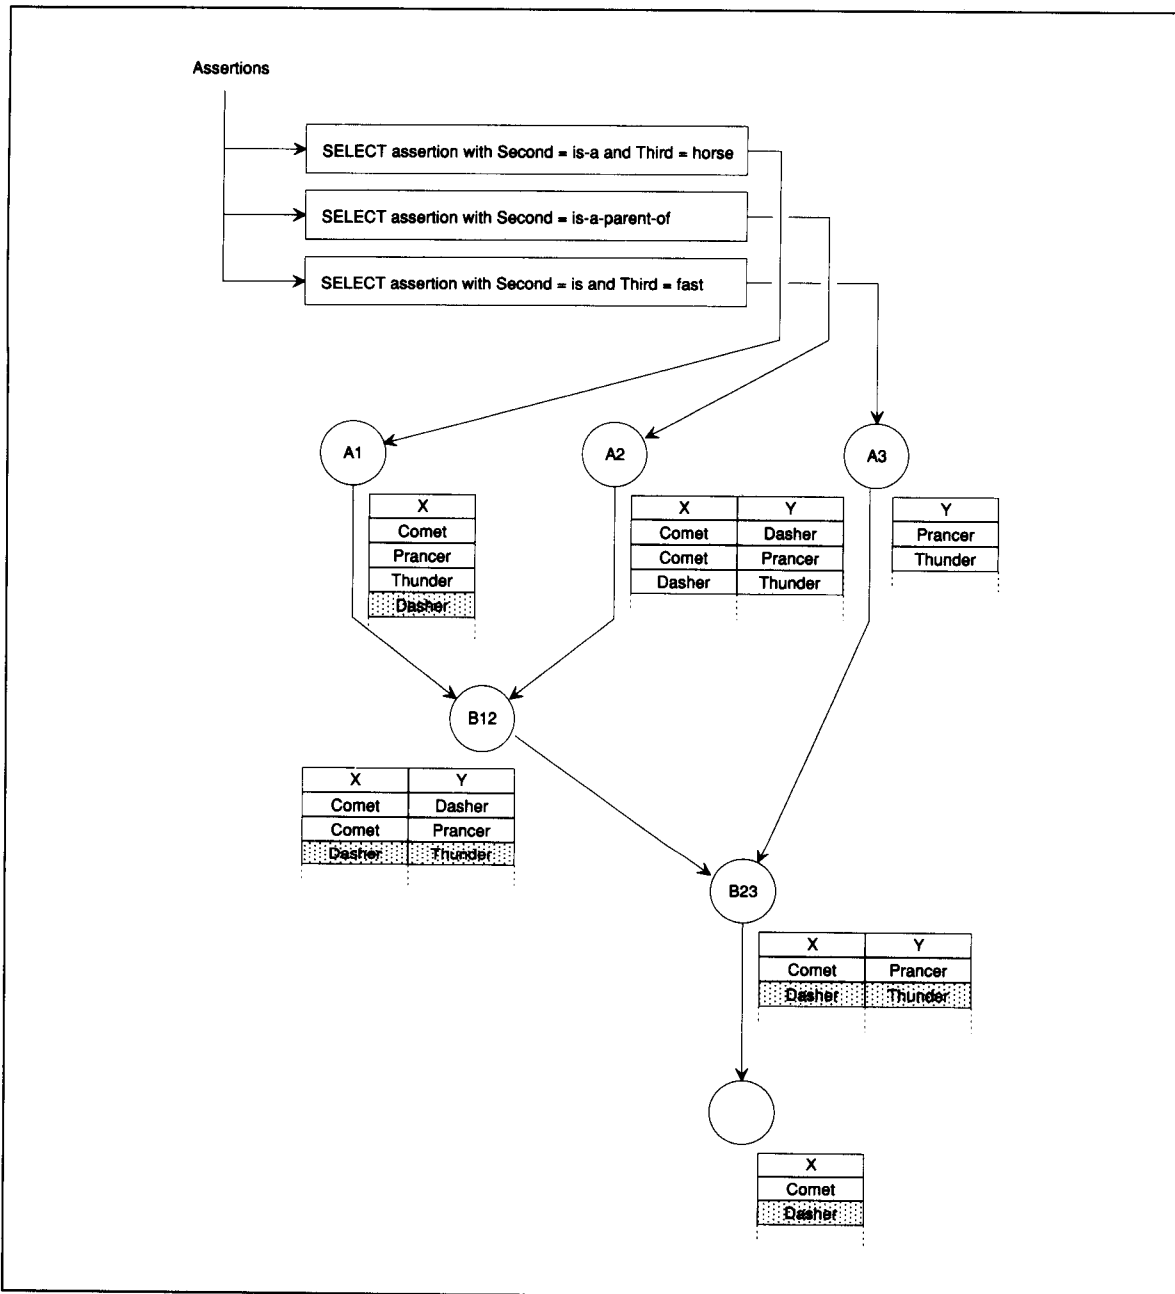 Assertions
SELECT assertion with Second = is-a and Third = horse
SELECT assertion with Second = is-a-parent-of
SELECT assertion with Second = is and Third = fast
A1
A2
A3
X
Comet
Prancer
Thunder
Dasher
X Y
Comet Dasher
Comet Prancer
Dasher Thunder
Y
Prancer
Thunder
B12
X Y
Comet Dasher
Comet Prancer
Dasher Thunder
B23
X Y
Comet Prancer
Dasher Thunder
X
Comet
Dasher